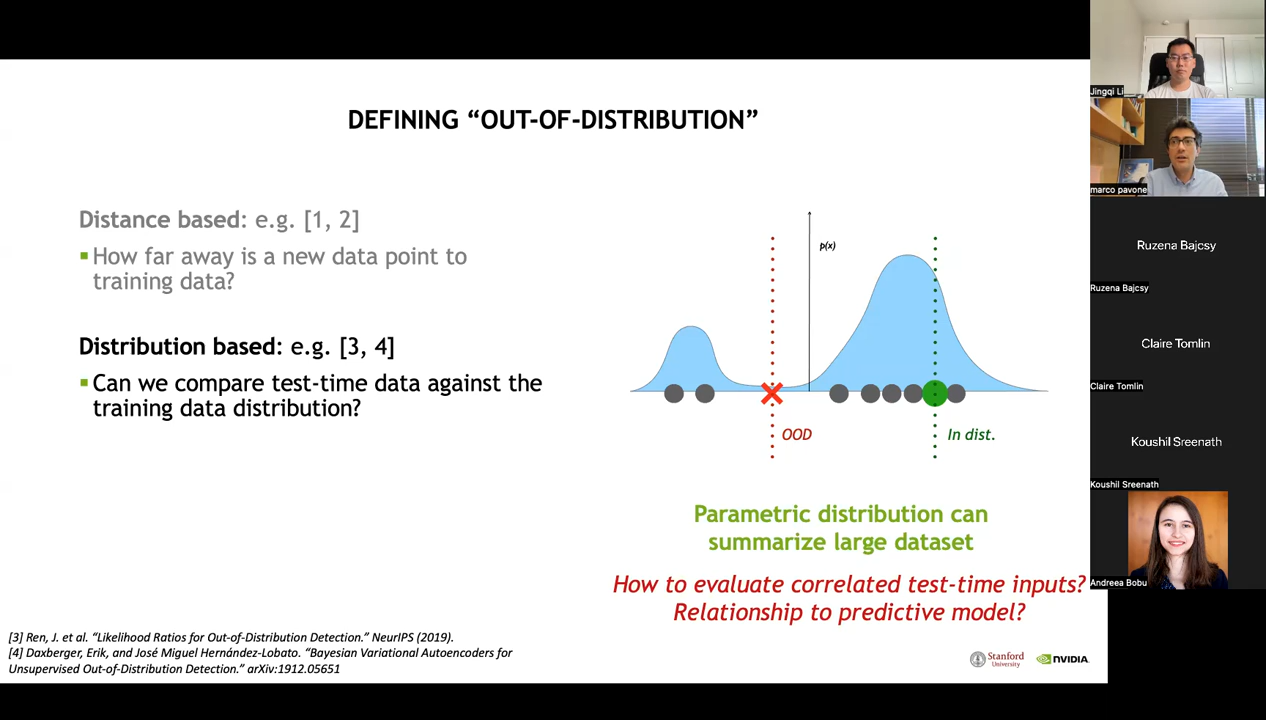 DEFINING “OUT-OF-DISTRIBUTION”
Distance based: e.g. [1, 2]
How far away is a new data point to
training data?
Distribution based: e.g. [3, 4]
Can we compare test-time data against the
training data distribution?
p(x)
OOD
In dist.
Parametric distribution can
summarize large dataset
How to evaluate correlated test-time inputs?
Relationship to predictive model?
[3] Ren, J. et al. “Likelihood Ratios for Out-of-Distribution Detection.” NeurIPS (2019).
[4] Daxberger, Erik, and José Miguel Hernández-Lobato. “Bayesian Variational Autoencoders for
Unsupervised Out-of-Distribution Detection.” arXiv:1912.05651
Stanford
University
NVIDIA.
Jingqi Li
marco pavone
Ruzena Bajcsy
Ruzena Bajcsy
Claire Tomlin
Claire Tomlin
Koushil Sreenath
Koushil Sreenath
Andreea Bobu